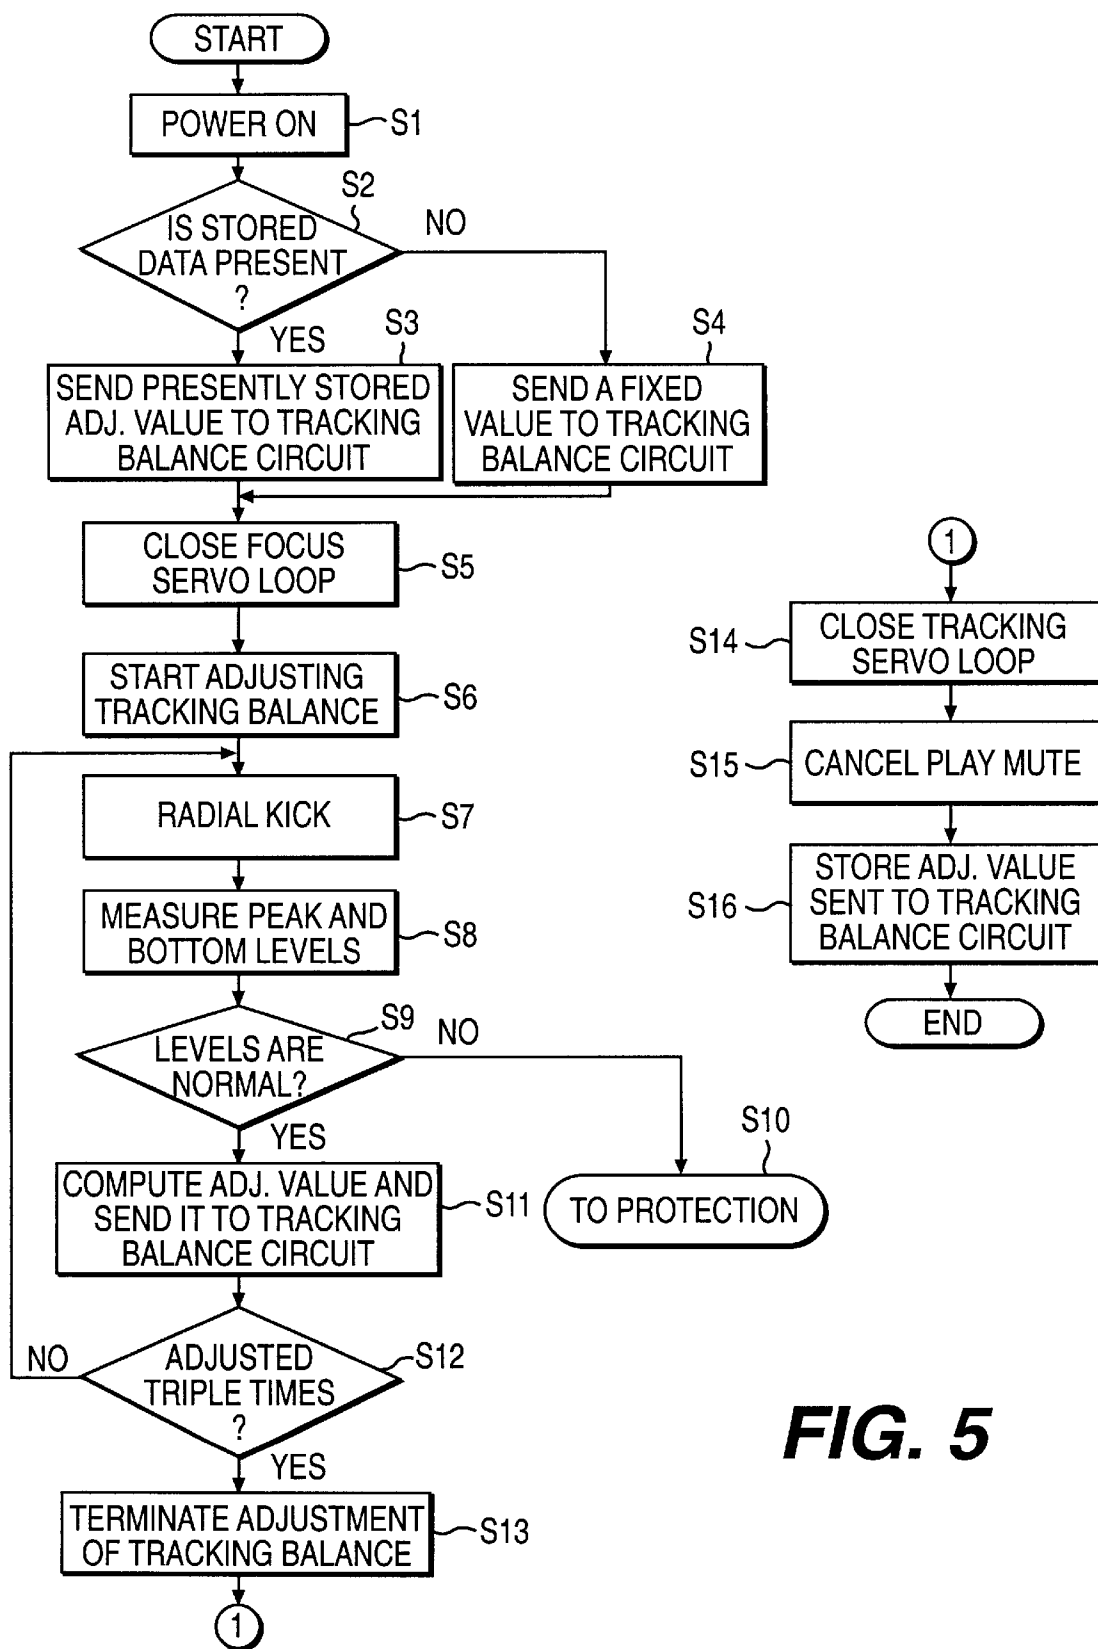 START
POWER ON
S1
S2
IS STORED
DATA PRESENT
?
NO
YES
S3
SEND PRESENTLY STORED
ADJ. VALUE TO TRACKING
BALANCE CIRCUIT
S4
SEND A FIXED
VALUE TO TRACKING
BALANCE CIRCUIT
CLOSE FOCUS
SERVO LOOP
S5
START ADJUSTING
TRACKING BALANCE
S6
RADIAL KICK
S7
MEASURE PEAK AND
BOTTOM LEVELS
S8
S9
LEVELS ARE
NORMAL?
NO
YES
S10
TO PROTECTION
COMPUTE ADJ. VALUE AND
SEND IT TO TRACKING
BALANCE CIRCUIT
S11
NO
ADJUSTED
TRIPLE TIMES
?
S12
YES
TERMINATE ADJUSTMENT
OF TRACKING BALANCE
S13
1
1
S14
CLOSE TRACKING
SERVO LOOP
S15
CANCEL PLAY MUTE
S16
STORE ADJ. VALUE
SENT TO TRACKING
BALANCE CIRCUIT
END
FIG. 5